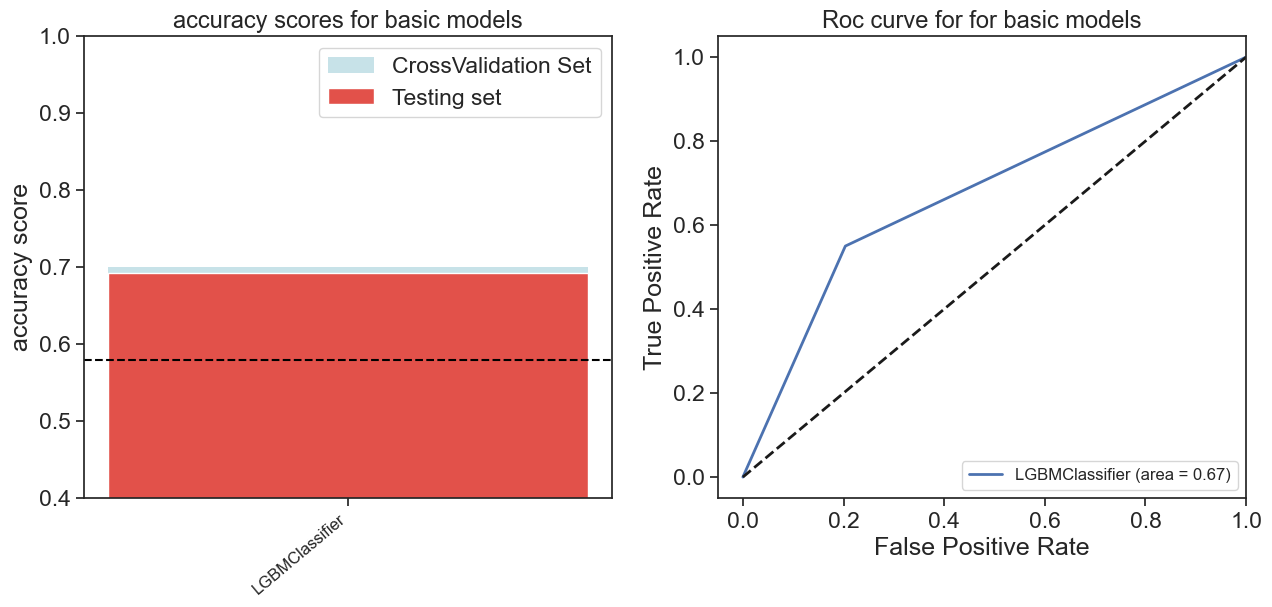 accuracy scores for basic models
accuracy score
1.0
0.9
0.8
0.7
0.6
0.5
0.4
CrossValidation Set
Testing set
LGBMClassifier
Roc curve for for basic models
True Positive Rate
1.0
0.8
0.6
0.4
0.2
0.0
LGBMClassifier (area = 0.67)
0.0 0.2 0.4 0.6 0.8 1.0
False Positive Rate